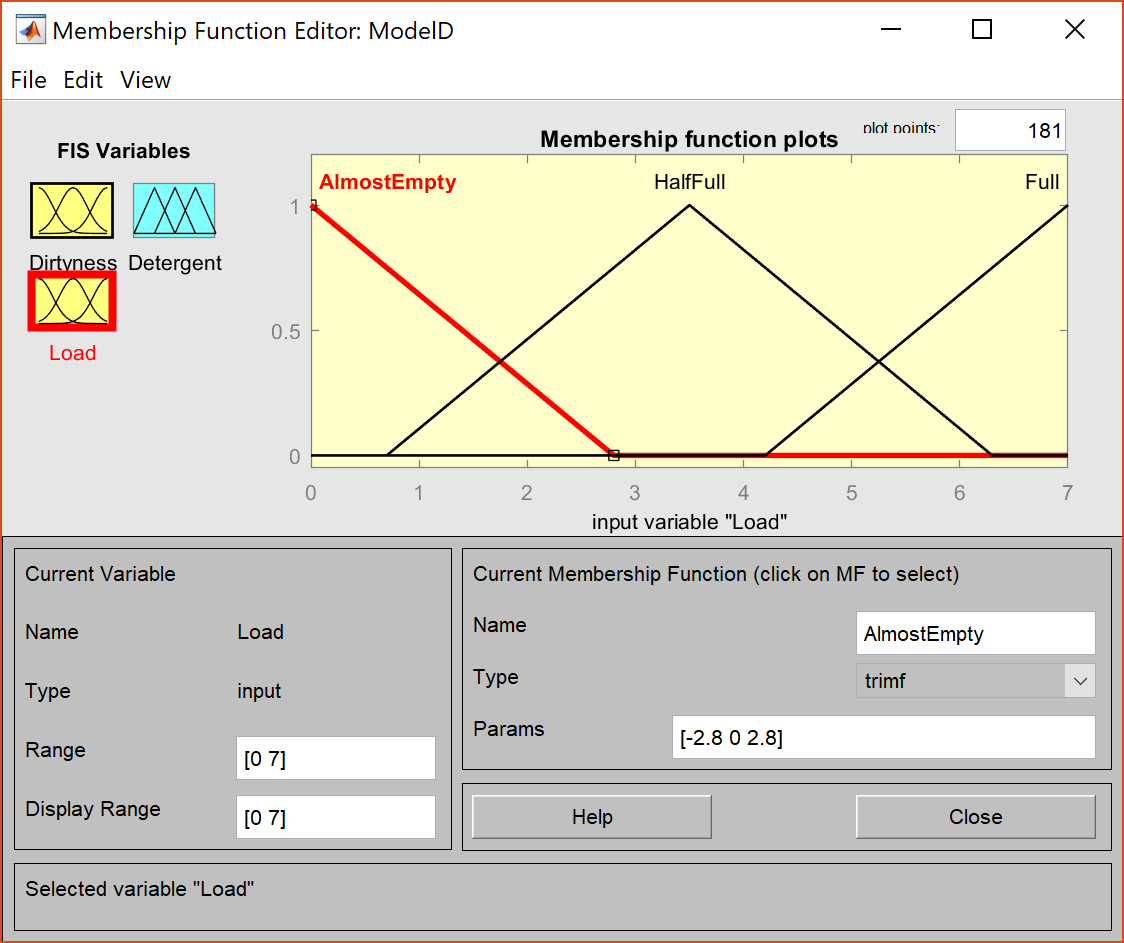 Membership Function Editor: ModelD
File Edit View
FIS Variables
Dirtyness Detergent
Load
Membership function plots
plot points:
181
AlmostEmpty HalfFull Full
1
0.5
0
0 1 2 3 4 5 6 7
input variable "Load"
Current Variable
Name Load
Type input
Range [0 7]
Display Range [0 7]
Current Membership Function (click on MF to select)
Name AlmostEmpty
Type trimf
Params [-2.8 0 2.8]
Help Close
Selected variable "Load"